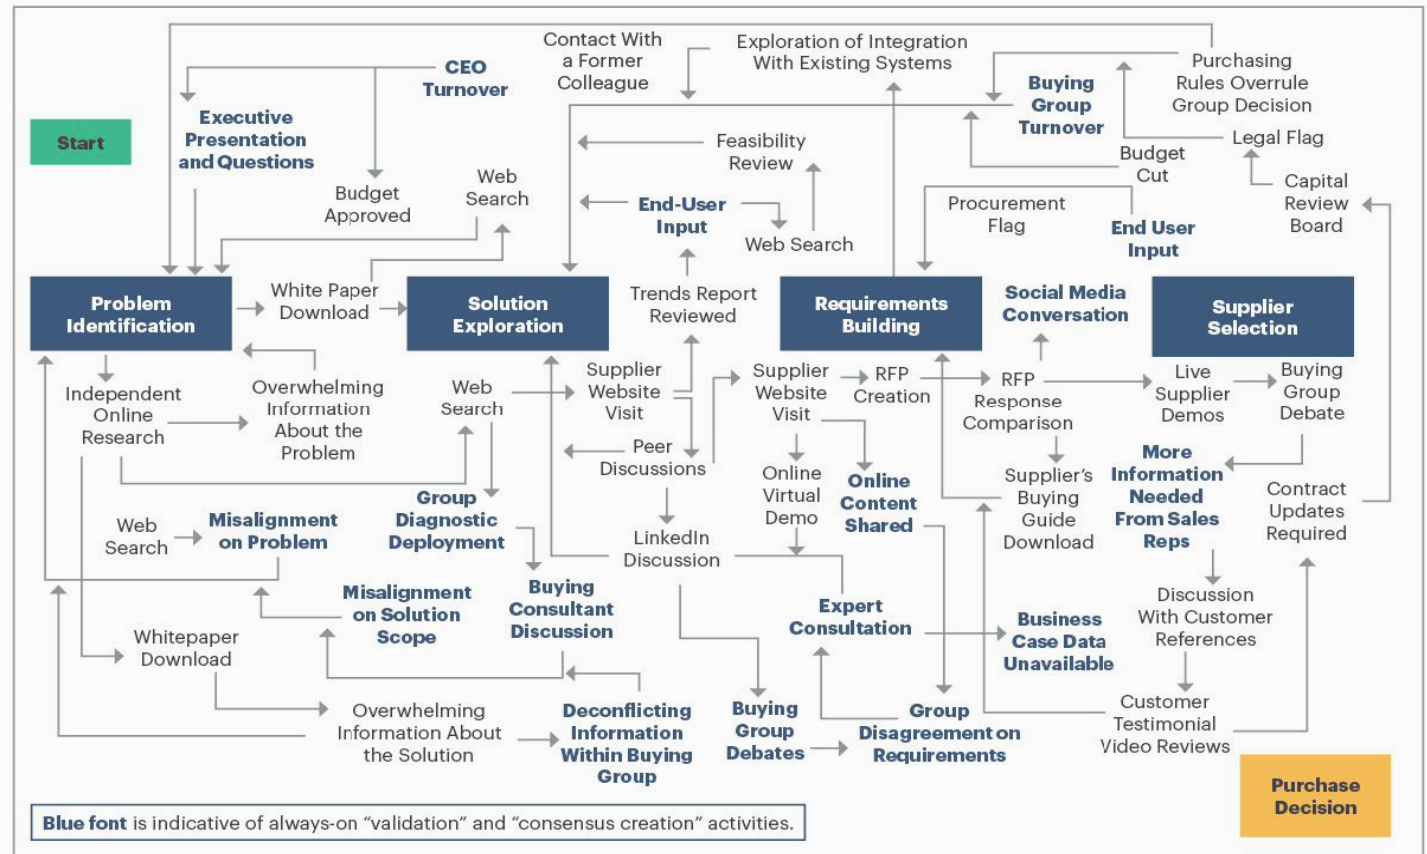 Start
CEO
Turnover
Executive
Presentation
and Questions
Budget
Approved
Web
Search
Contact With
a Former
Colleague
Exploration of Integration
With Existing Systems
Feasibility
Review
End-User
Input
Web Search
Buying
Group
Turnover
Purchasing
Rules Overrule
Group Decision
Legal Flag
Budget
Cut
Capital
Review
Board
Procurement
Flag
End User
Input
Problem
Identification
White Paper
Download
Solution
Exploration
Trends Report
Reviewed
Requirements
Building
Social Media
Conversation
Supplier
Selection
Independent
Online
Research
Overwhelming
Information
About the
Problem
Web
Search
Supplier
Website
Visit
Peer
Discussions
Supplier
Website
Visit
RFP
Creation
RFP
Response
Comparison
Live
Supplier
Demos
Buying
Group
Debate
Web
Search
Misalignment
on Problem
Group
Diagnostic
Deployment
LinkedIn
Discussion
Online
Virtual
Demo
Online
Content
Shared
Supplier’s
Buying
Guide
Download
More
Information
Needed
From Sales
Reps
Contract
Updates
Required
Misalignment
on Solution
Scope
Buying
Consultant
Discussion
Expert
Consultation
Business
Case Data
Unavailable
Discussion
With Customer
References
Whitepaper
Download
Overwhelming
Information About
the Solution
Deconflicting
Information
Within Buying
Group
Buying
Group
Debates
Group
Disagreement on
Requirements
Customer
Testimonial
Video Reviews
Purchase
Decision
Blue font is indicative of always-on “validation” and “consensus creation” activities.